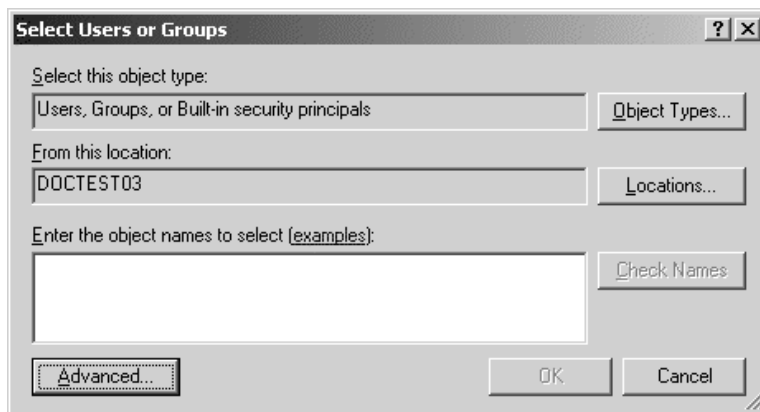 Select Users or Groups
Select this object type:
Users, Groups, or Built-in security principals
Object Types...
From this location:
DOCTEST03
Locations...
Enter the object names to select (examples):
Check Names
Advanced...
OK
Cancel